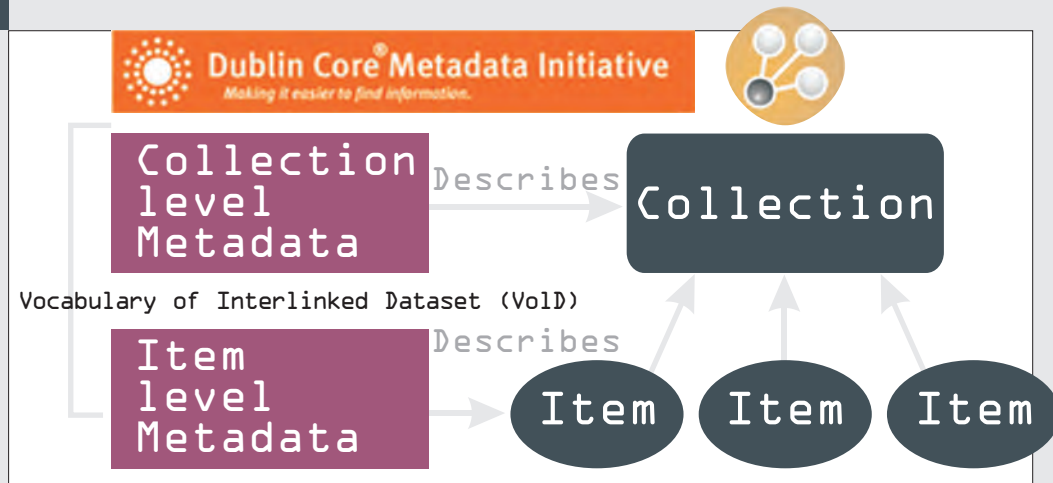 Dublin Core® Metadata Initiative
Making it easier to find information.
Collection
level
Metadata
Describes
Collection
Vocabulary of Interlinked Dataset (VolD)
Item
level
Metadata
Describes
Item
Item
Item